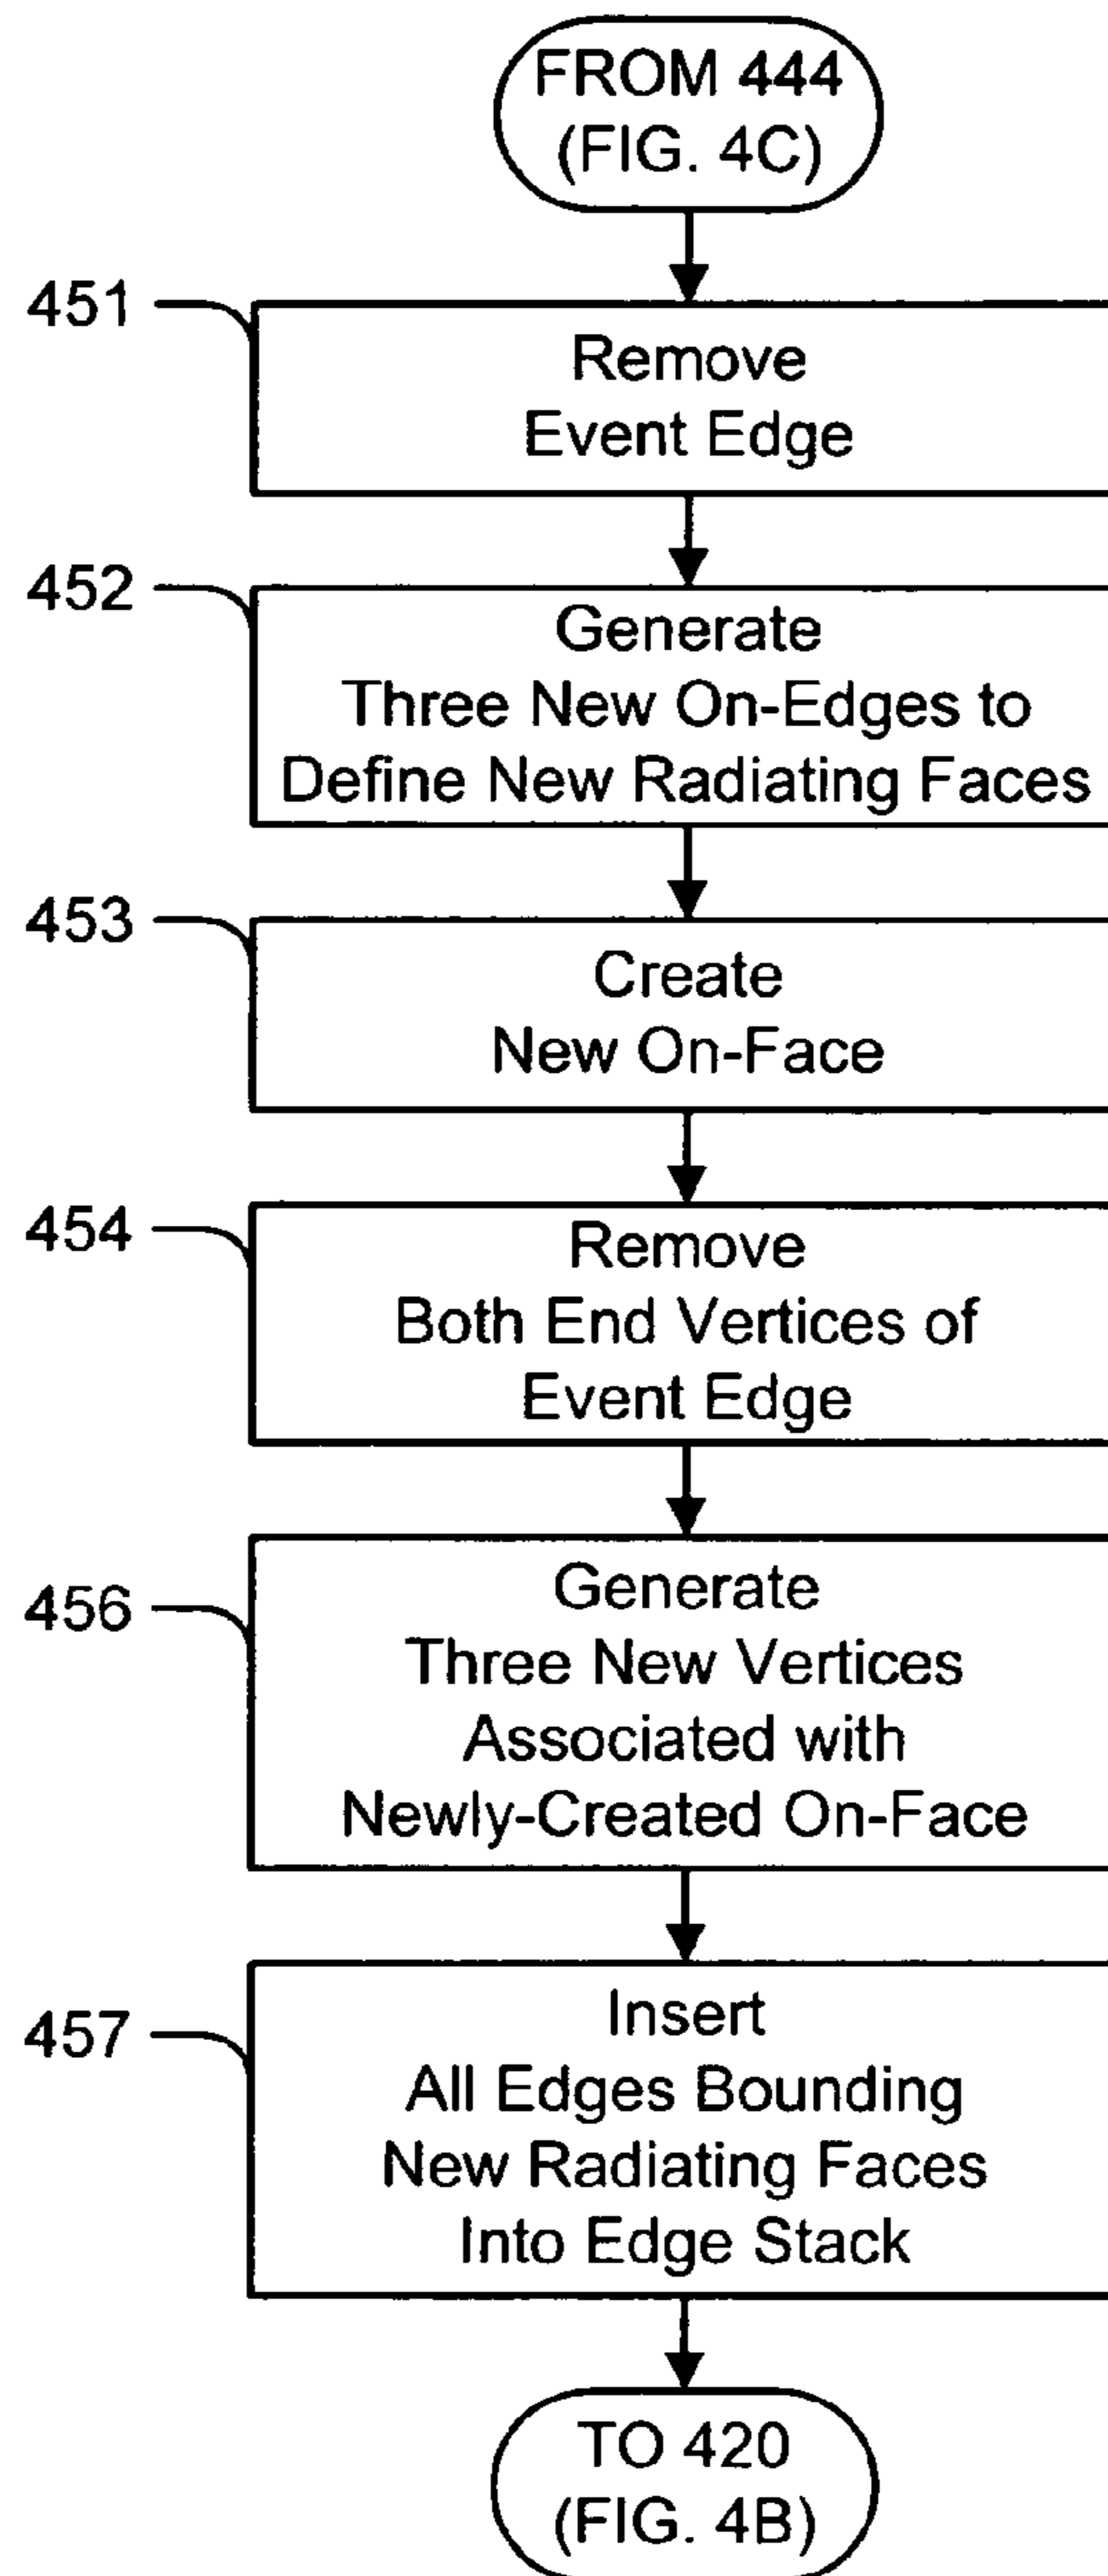 FROM 444
(FIG. 4C)
451
Remove
Event Edge
452
Generate
Three New On-Edges to
Define New Radiating Faces
453
Create
New On-Face
454
Remove
Both End Vertices of
Event Edge
456
Generate
Three New Vertices
Associated with
Newly-Created On-Face
457
Insert
All Edges Bounding
New Radiating Faces
Into Edge Stack
TO 420
(FIG. 4B)